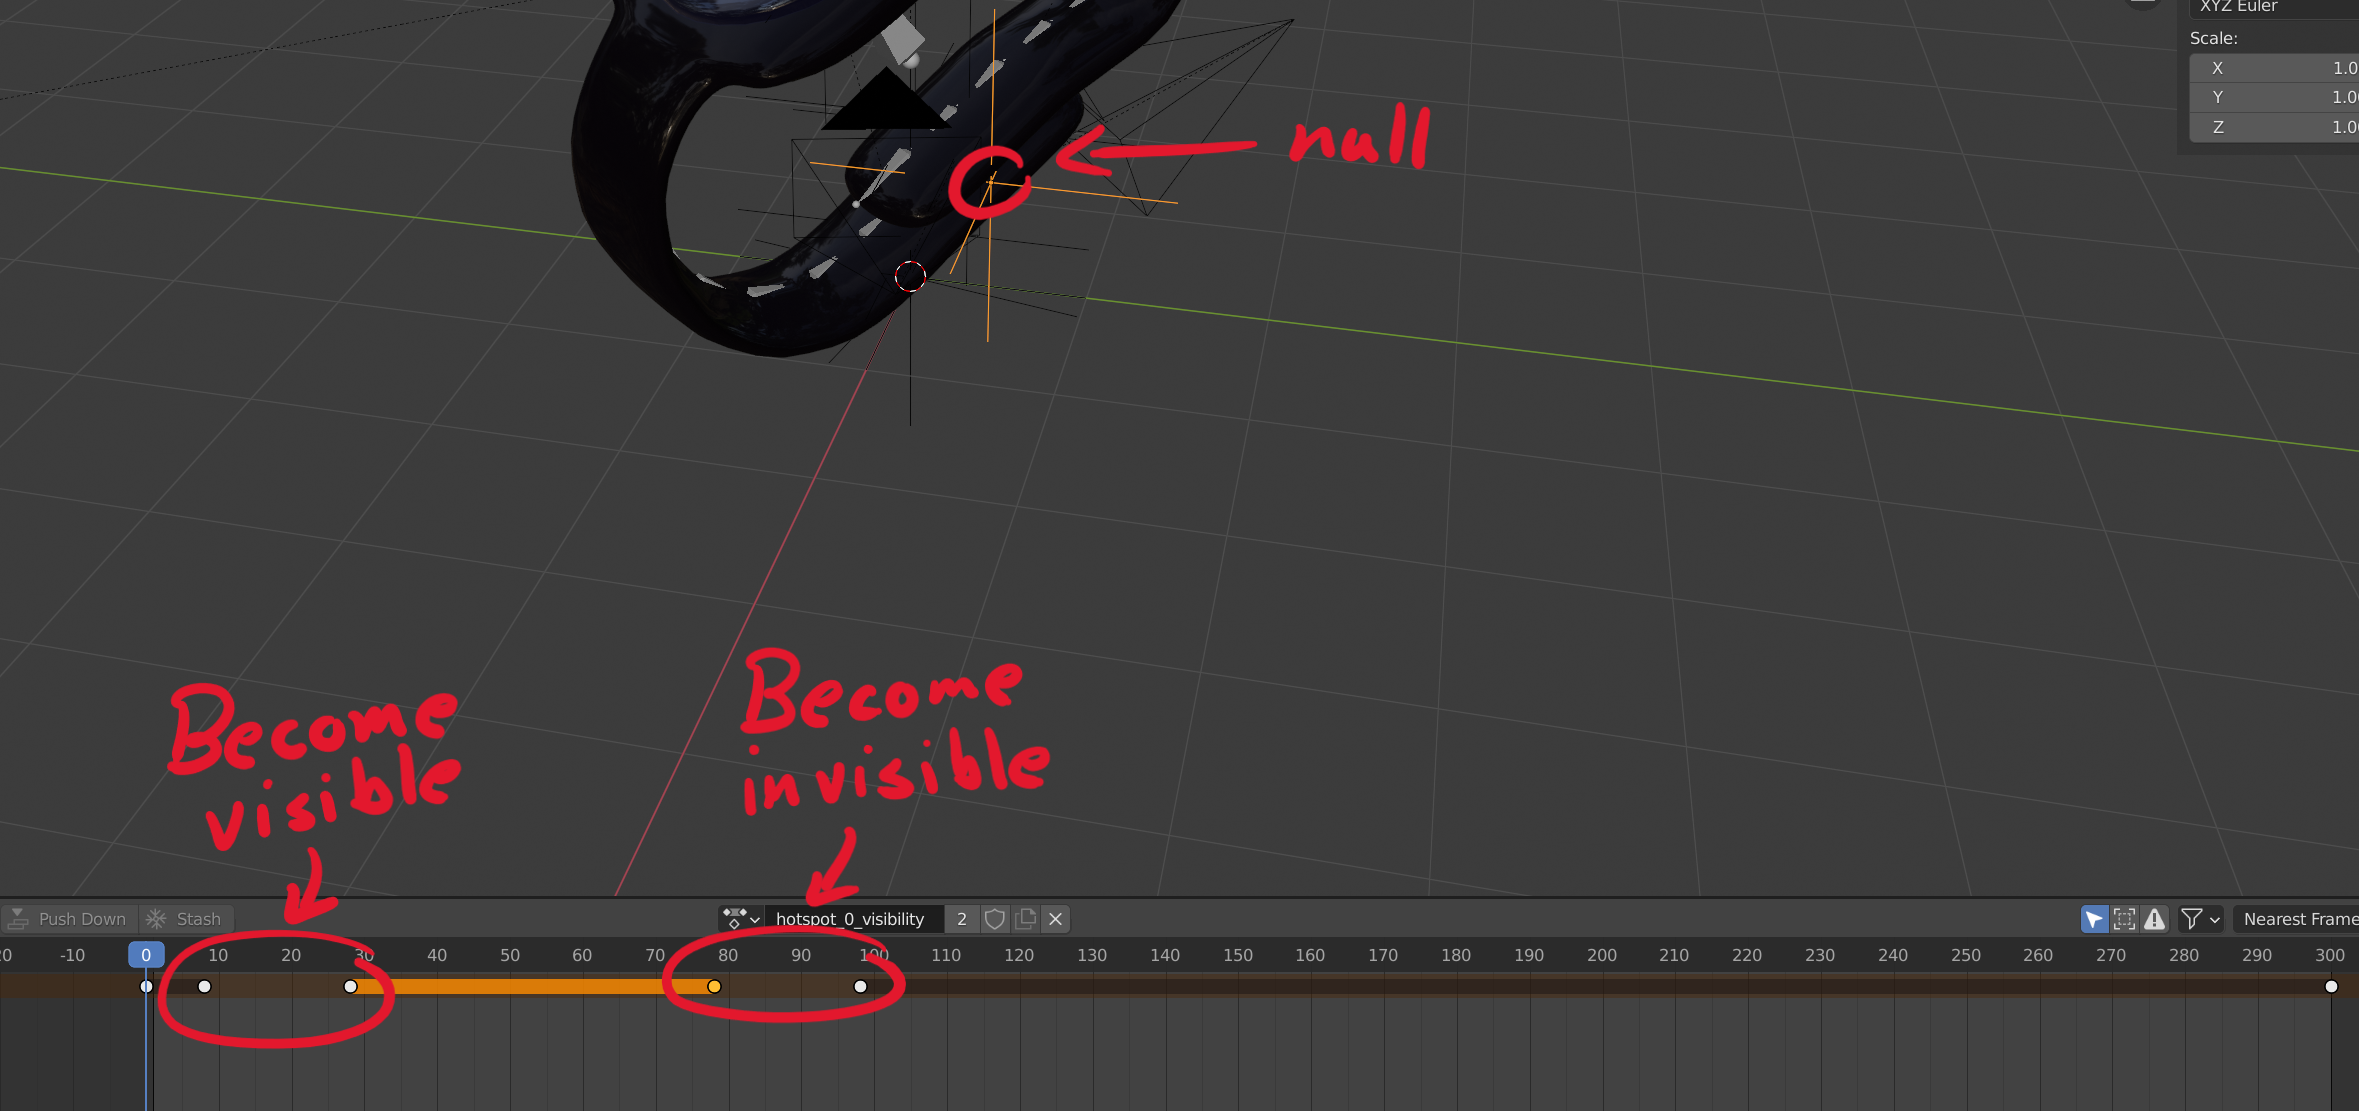 XYZ Euler
Scale:
X 1.0
Y 1.0
Z 1.0
null
Become
visible
Become
invisible
Push Down Stash hotspot_0_visibility 2 Nearest Frame
20 -10 0 10 20 30 40 50 60 70 80 90 100 110 120 130 140 150 160 170 180 190 200 210 220 230 240 250 260 270 280 290 300